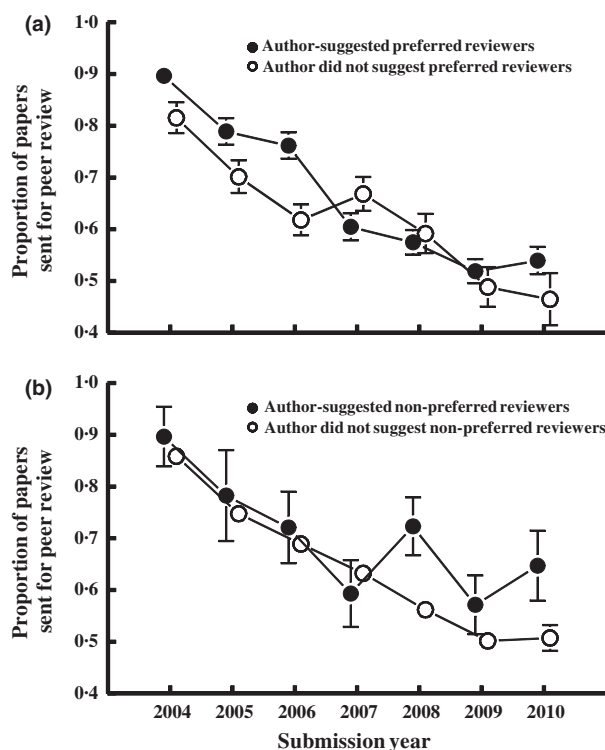 (a)
Author-suggested preferred reviewers
Author did not suggest preferred reviewers
Proportion of papers
sent for peer review
1·0
0·9
0·8
0·7
0·6
0·5
0·4
(b)
Author-suggested non-preferred reviewers
Author did not suggest non-preferred reviewers
Proportion of papers
sent for peer review
1·0
0·9
0·8
0·7
0·6
0·5
0·4
2004 2005 2006 2007 2008 2009 2010
Submission year